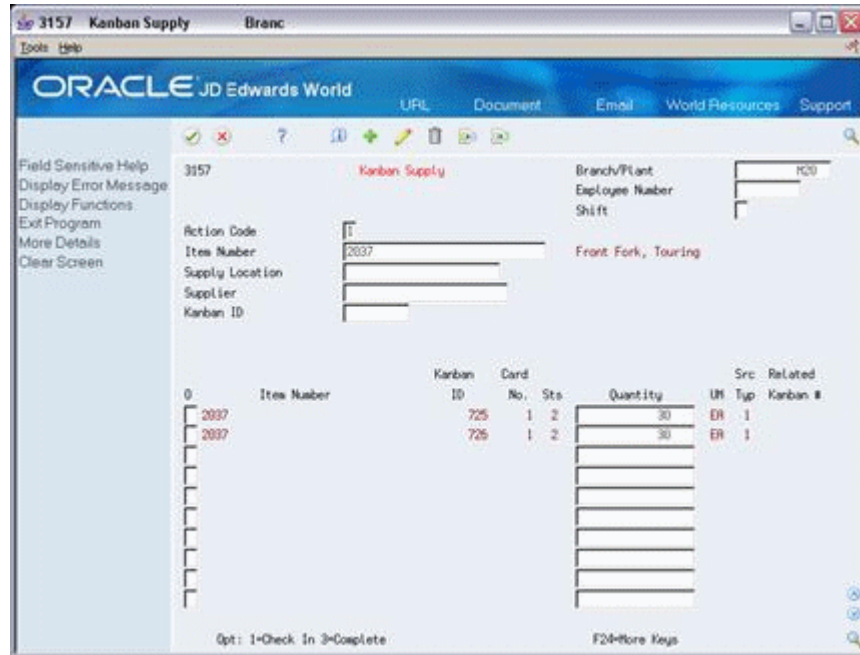 3157 Kanban Supply Branc
Tools Help
ORACLE JD Edwards World
URL Document Email World Resources Support
Field Sensitive Help
Display Error Message
Display Functions
Exit Program
More Details
Clear Screen
3157 Kanban Supply Branch/Plant M20
Employee Number
Shift
Action Code I
Item Number 2037 Front Fork, Touring
Supply Location
Supplier
Kanban ID
Kanban Card Src Related
O Item Number ID No. Sts Quantity UM Typ Kanban #
2037 725 1 2 30 EA 1
2037 726 1 2 30 EA 1
Opt: 1=Check In 3=Complete F24=More Keys